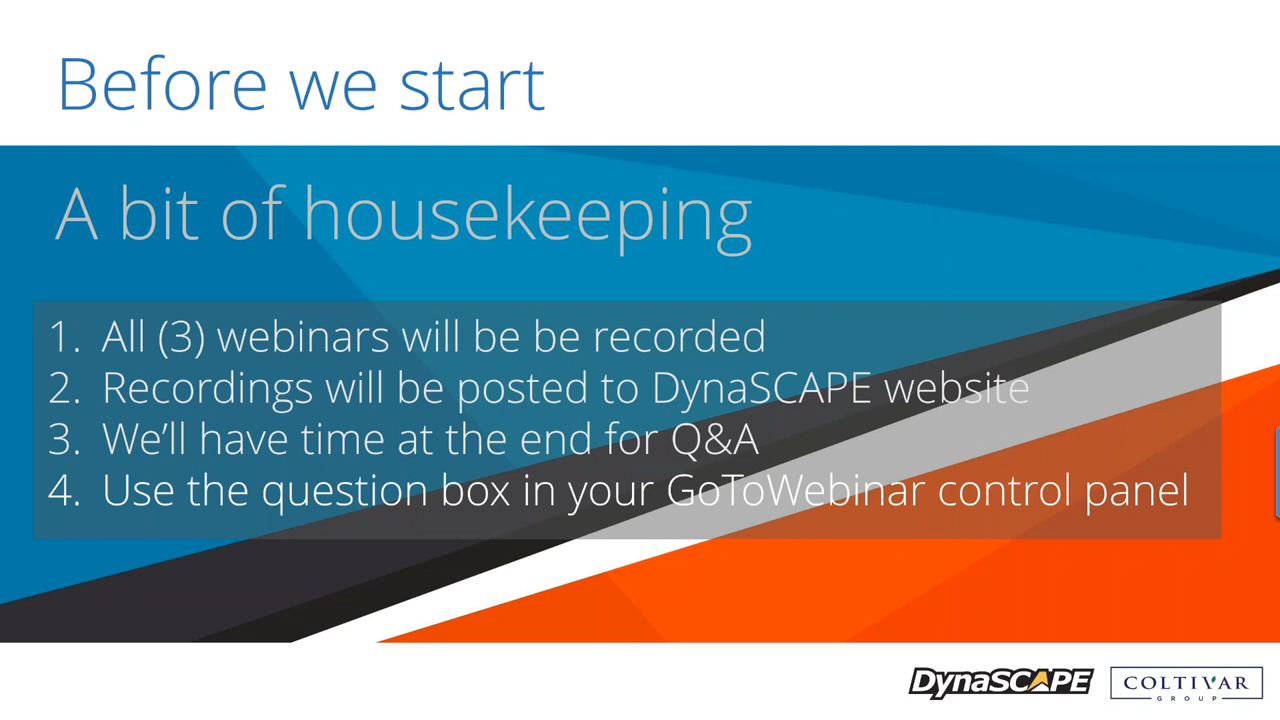 Before we start
A bit of housekeeping
1. All (3) webinars will be be recorded
2. Recordings will be posted to DynaSCAPE website
3. We’ll have time at the end for Q&A
4. Use the question box in your GoToWebinar control panel
DynaSCAPE
COLTIVAR
GROUP